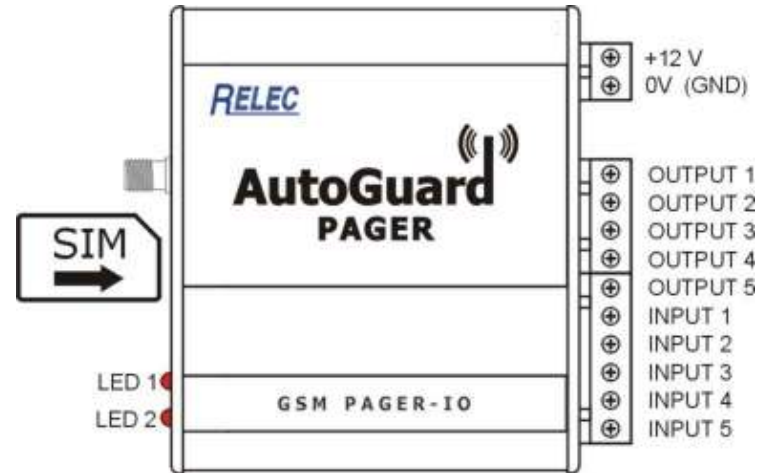 RELEC
AutoGuard
PAGER
SIM
LED 1
LED 2
GSM PAGER-IO
+12 V
0V (GND)
OUTPUT 1
OUTPUT 2
OUTPUT 3
OUTPUT 4
OUTPUT 5
INPUT 1
INPUT 2
INPUT 3
INPUT 4
INPUT 5